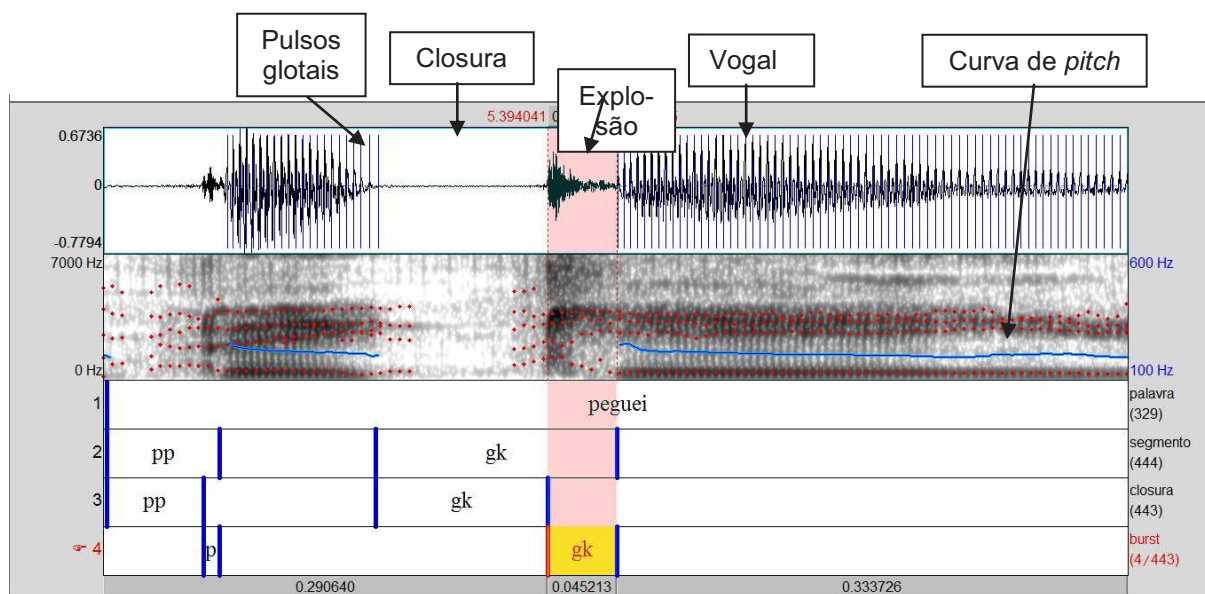 Pulsos
glotais
Closura
Explo-
são
Vogal
Curva de pitch
5.394041
0.6736
0
-0.7794
7000 Hz
0 Hz
600 Hz
100 Hz
1
peguei
palavra
(329)
2
pp
gk
segmento
(444)
3
pp
gk
closura
(443)
4
p
gk
burst
(4/443)
0.290640
0.045213
0.333726